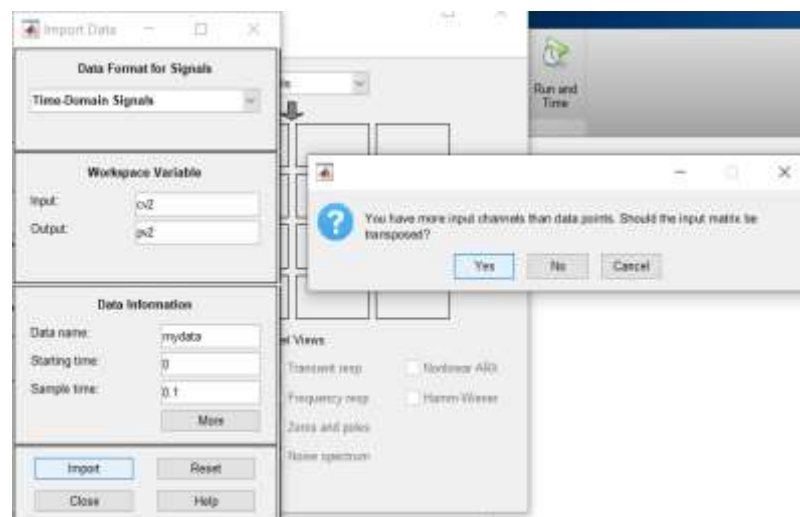 Import Data
Data Format for Signals
Time-Domain Signals
Workspace Variable
Input: cv2
Output: pv2
Data Information
Data name: mydata
Starting time: 0
Sample time: 0.1
More
Import Reset
Close Help
Run and
Time
You have more input channels than data points. Should the input matrix be
transposed?
Yes No Cancel
Views
Transient resp Nonlinear ARX
Frequency resp Hamm-Wiener
Zeros and poles
Noise spectrum